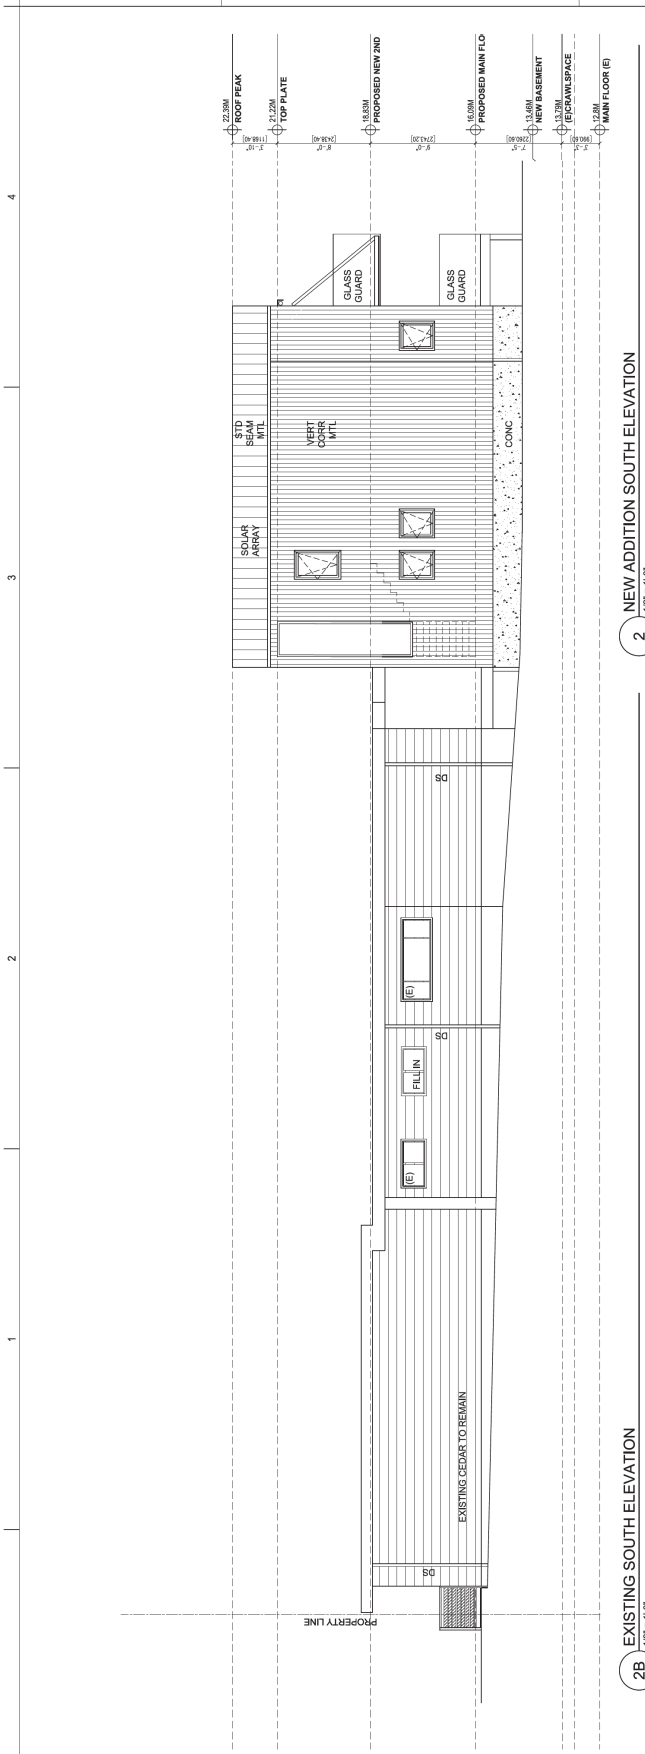 4
3
2
1
22.39M
ROOF PEAK
21.22M
TOP PLATE
18.83M
PROPOSED NEW 2ND
16.09M
PROPOSED MAIN FLO
13.46M
NEW BASEMENT
13.79M
(E)CRAWLSPACE
12.8M
MAIN FLOOR (E)
3'-10"
[1168.40]
8'-0"
[2438.40]
9'-0"
[2743.20]
7'-5"
[2260.60]
3'-3"
[990.60]
GLASS
GUARD
GLASS
GUARD
STD
SEAM
MTL
VERT
CORR
MTL
CONC
SOLAR
ARRAY
DS
(E)
DS
FILL IN
(E)
EXISTING CEDAR TO REMAIN
DS
PROPERTY LINE
2
NEW ADDITION SOUTH ELEVATION
2B
EXISTING SOUTH ELEVATION